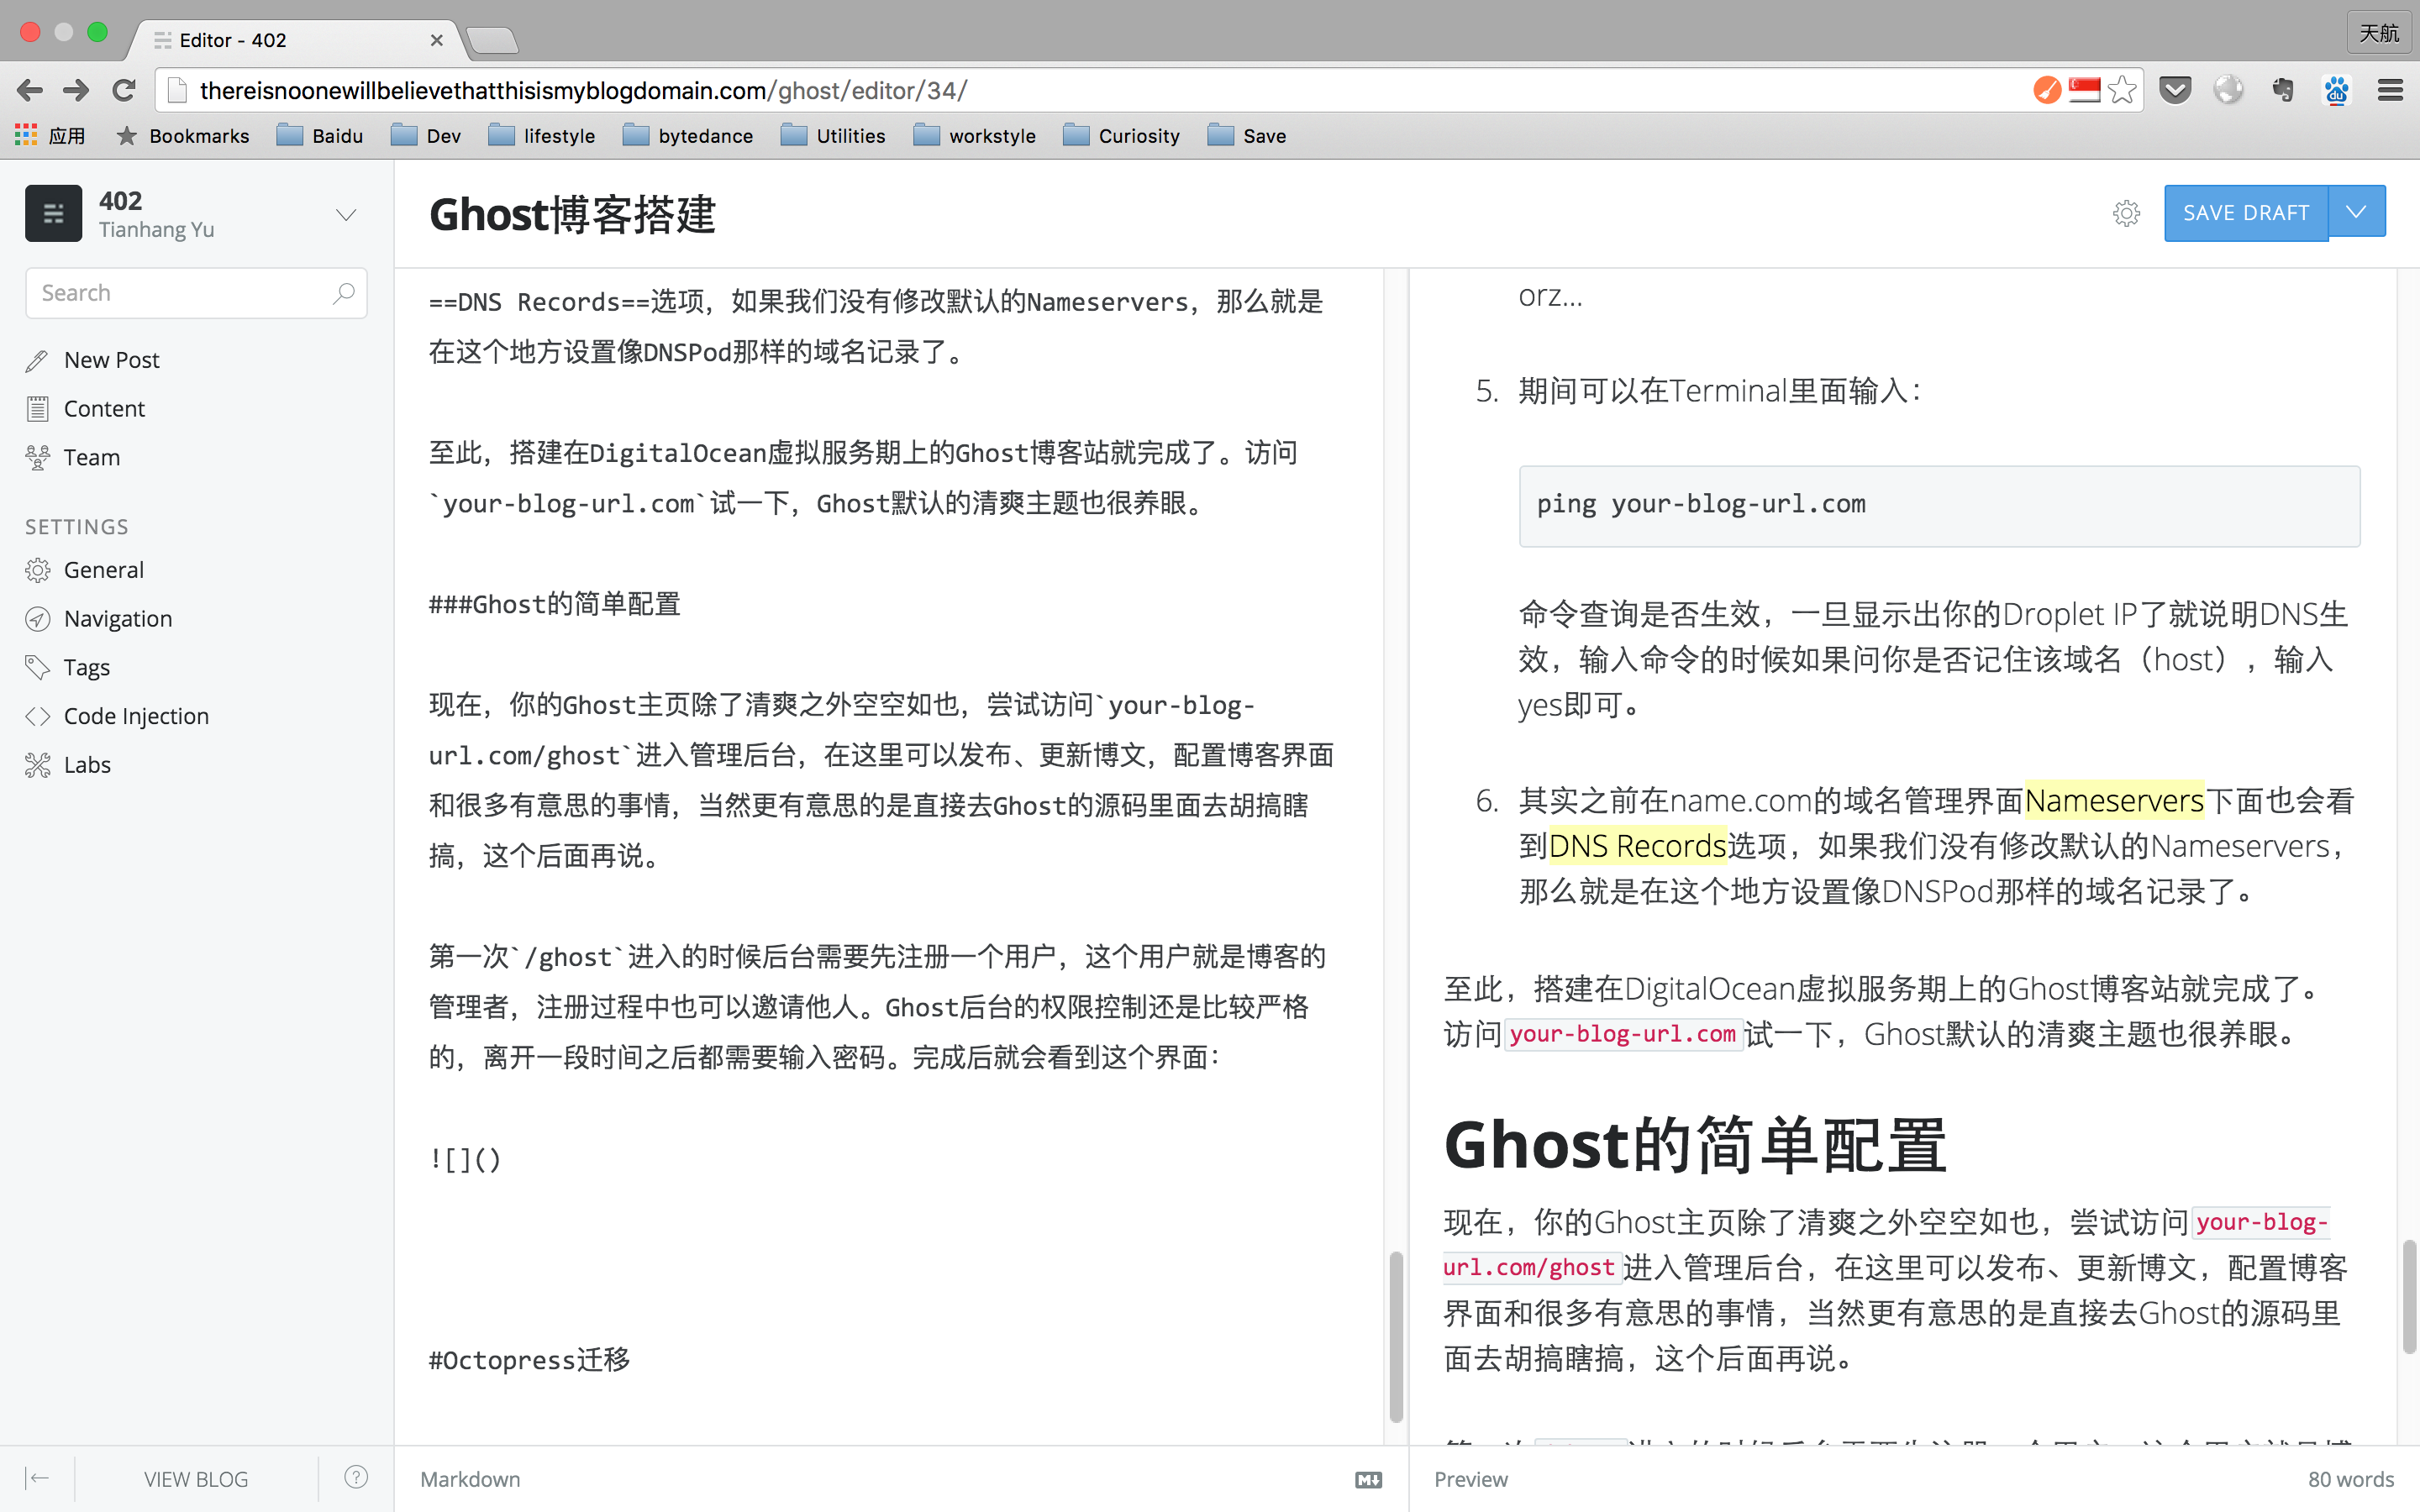 Editor - 402
天航
thereisnoonewillbelievethatthisismyblogdomain.com/ghost/editor/34/
应用
Bookmarks
Baidu
Dev
lifestyle
bytedance
Utilities
workstyle
Curiosity
Save
402
Tianhang Yu
Search
New Post
Content
Team
SETTINGS
General
Navigation
Tags
Code Injection
Labs
VIEW BLOG
Ghost博客搭建
SAVE DRAFT
==DNS Records==选项，如果我们没有修改默认的Nameservers，那么就是
在这个地方设置像DNSPod那样的域名记录了。
至此，搭建在DigitalOcean虚拟服务期上的Ghost博客站就完成了。访问
`your-blog-url.com`试一下，Ghost默认的清爽主题也很养眼。
###Ghost的简单配置
现在，你的Ghost主页除了清爽之外空空如也，尝试访问`your-blog-
url.com/ghost`进入管理后台，在这里可以发布、更新博文，配置博客界面
和很多有意思的事情，当然更有意思的是直接去Ghost的源码里面去胡搞瞎
搞，这个后面再说。
第一次`/ghost`进入的时候后台需要先注册一个用户，这个用户就是博客的
管理者，注册过程中也可以邀请他人。Ghost后台的权限控制还是比较严格
的，离开一段时间之后都需要输入密码。完成后就会看到这个界面：
![]()
#Octopress迁移
Markdown
M↓
orz...
5. 期间可以在Terminal里面输入：
ping your-blog-url.com
命令查询是否生效，一旦显示出你的Droplet IP了就说明DNS生
效，输入命令的时候如果问你是否记住该域名（host），输入
yes即可。
6. 其实之前在name.com的域名管理界面Nameservers下面也会看
到DNS Records选项，如果我们没有修改默认的Nameservers，
那么就是在这个地方设置像DNSPod那样的域名记录了。
至此，搭建在DigitalOcean虚拟服务期上的Ghost博客站就完成了。
访问your-blog-url.com试一下，Ghost默认的清爽主题也很养眼。
Ghost的简单配置
现在，你的Ghost主页除了清爽之外空空如也，尝试访问your-blog-
url.com/ghost进入管理后台，在这里可以发布、更新博文，配置博客
界面和很多有意思的事情，当然更有意思的是直接去Ghost的源码里
面去胡搞瞎搞，这个后面再说。
Preview
80 words